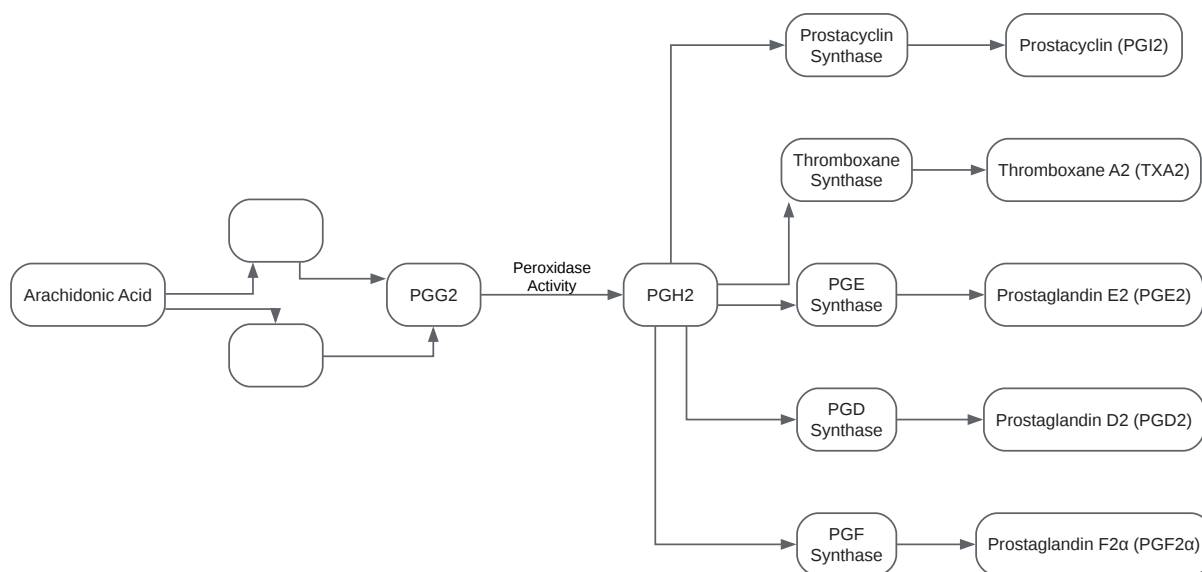 Prostacyclin
Synthase
Prostacyclin (PGI2)
Thromboxane
Synthase
Thromboxane A2 (TXA2)
Arachidonic Acid
PGG2
Peroxidase
Activity
PGH2
PGE
Synthase
Prostaglandin E2 (PGE2)
PGD
Synthase
Prostaglandin D2 (PGD2)
PGF
Synthase
Prostaglandin F2α (PGF2α)